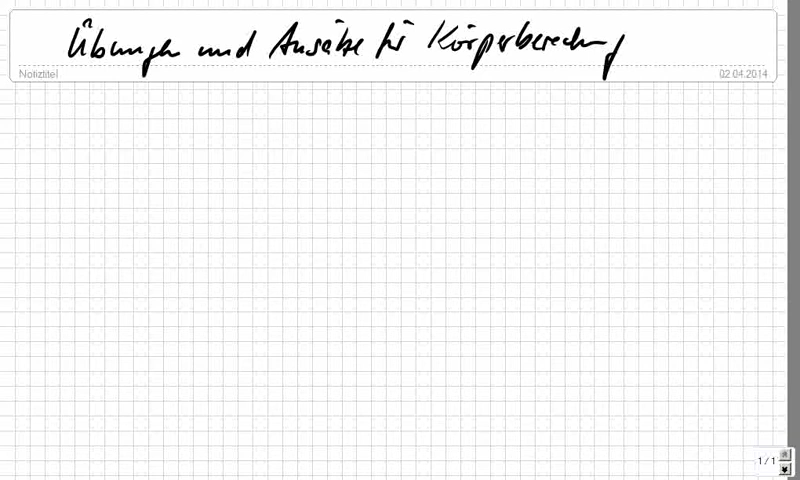 Übungen und Ansätze für Körperberechnung
Notiztitel
02.04.2014
1 / 1